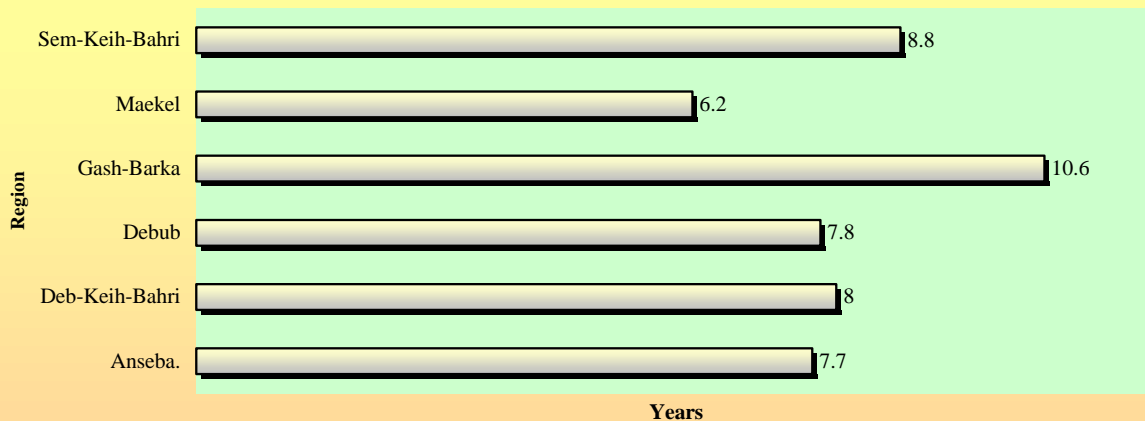 Sem-Keih-Bahri 8.8
Maekel 6.2
Gash-Barka 10.6
Region
Debub 7.8
Deb-Keih-Bahri 8
Anseba. 7.7
Years